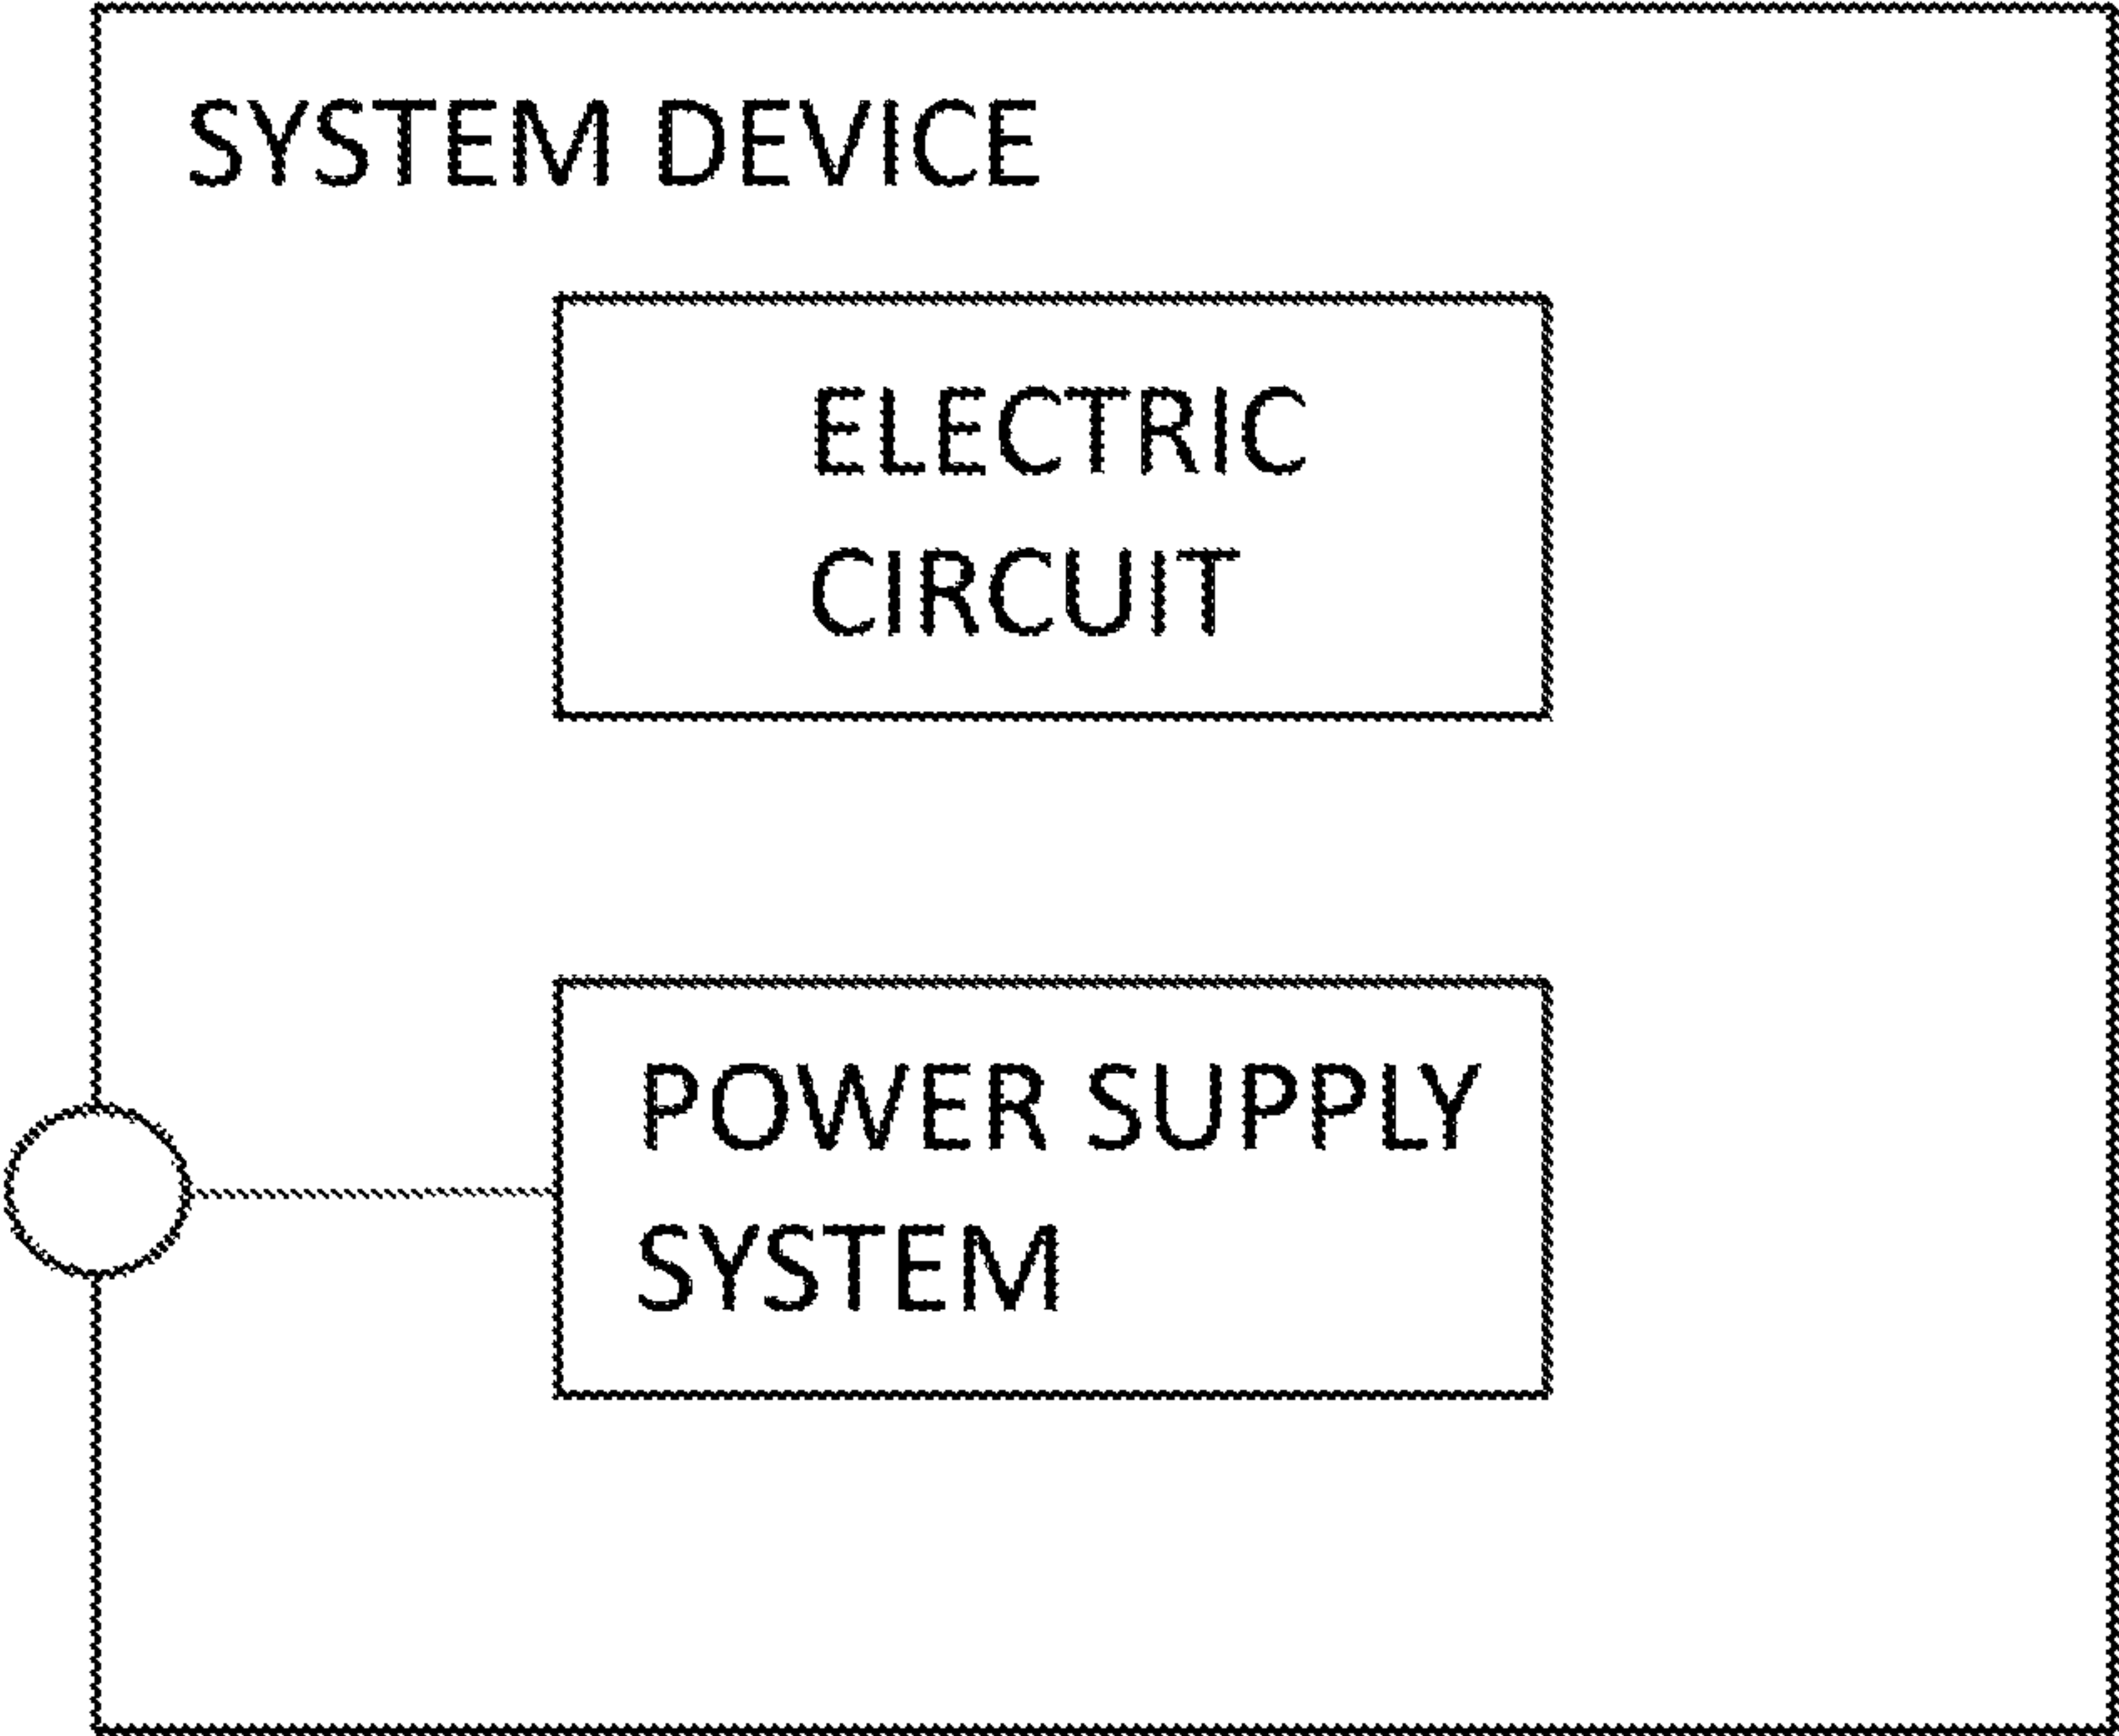 SYSTEM DEVICE
ELECTRIC
CIRCUIT
POWER SUPPLY
SYSTEM